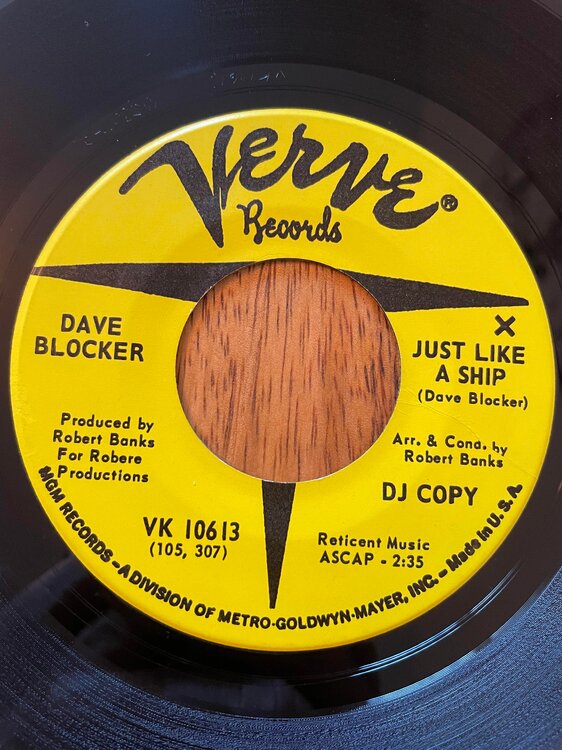 Verve®
Records
DAVE
BLOCKER
Produced by
Robert Banks
For Robere
Productions
VK 10613
(105, 307)
X
JUST LIKE
A SHIP
(Dave Blocker)
Arr. & Cond. by
Robert Banks
DJ COPY
Reticent Music
ASCAP - 2:35
MGM RECORDS - A DIVISION OF METRO-GOLDWYN-MAYER, INC. - Made in U.S.A.